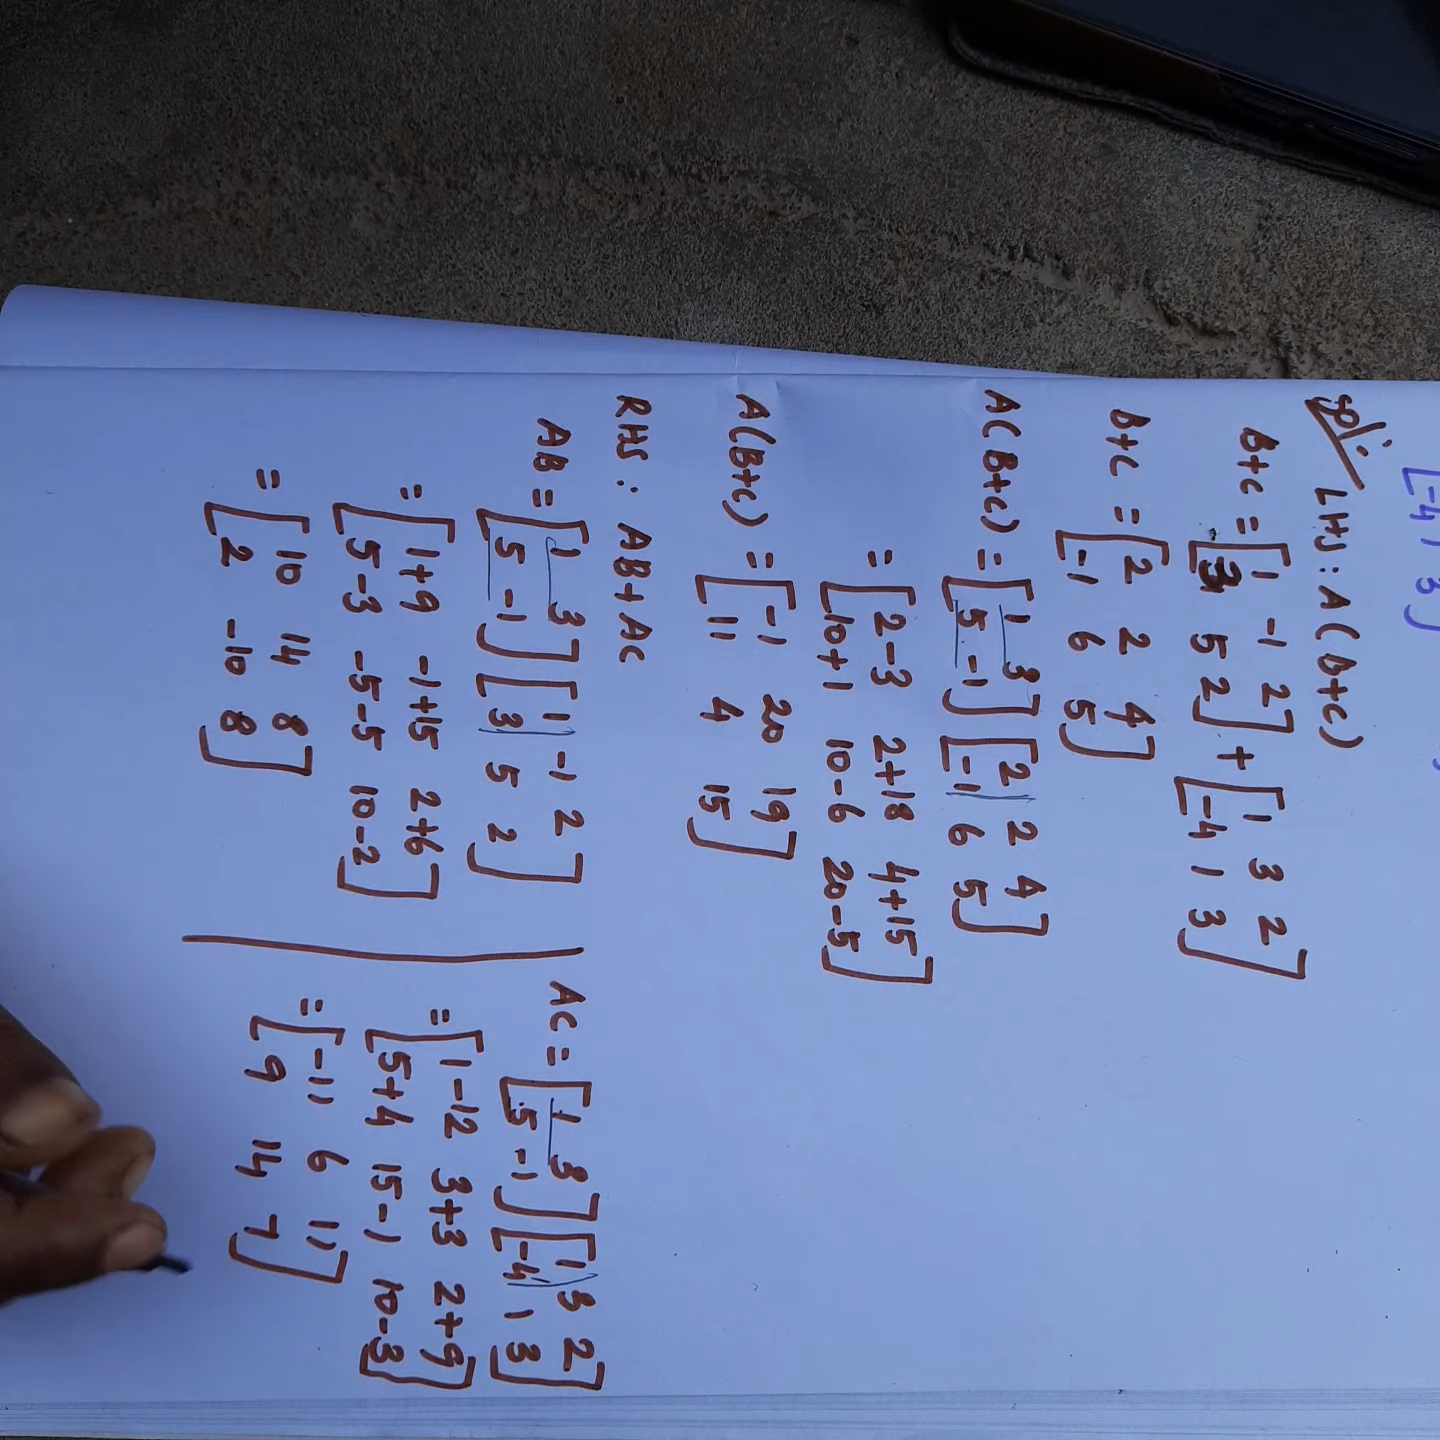 [-4 1 3]
Sol:- LHS : A(B+C)
B+C = [1 -1 2] + [1 3 2]
[3 5 2] [-4 1 3]
B+C = [2 2 4]
[-1 6 5]
A(B+C) = [1 3] [2 2 4]
[5 -1] [-1 6 5]
= [2-3 2+18 4+15]
[10+1 10-6 20-5]
A(B+C) = [-1 20 19]
[11 4 15]
RHS : AB + AC
AB = [1 3] [1 -1 2]
[5 -1] [3 5 2]
= [1+9 -1+15 2+6]
[5-3 -5-5 10-2]
= [10 14 8]
[2 -10 8]
AC = [1 3] [1 3 2]
[5 -1] [-4 1 3]
= [1-12 3+3 2+9]
[5+4 15-1 10-3]
= [-11 6 11]
[9 14 7]